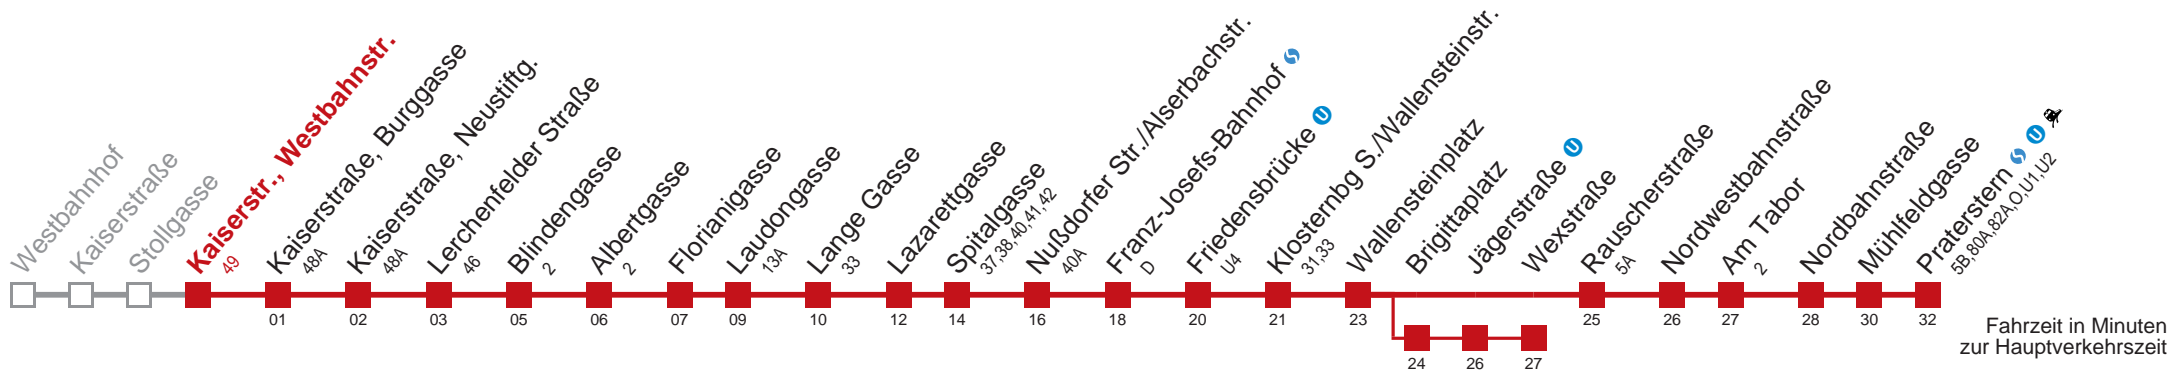 Westbahnhof
Kaiserstraße
Stollgasse
Kaiserstr., Westbahnstr.
49
Kaiserstraße, Burggasse
48A
Kaiserstraße, Neustiftg.
48A
Lerchenfelder Straße
46
Blindengasse
2
Albertgasse
2
Florianigasse
Laudongasse
13A
Lange Gasse
33
Lazarettgasse
Spitalgasse
37,38,40,41,42
Nußdorfer Str./Alserbachstr.
40A
Franz-Josefs-Bahnhof
D
Friedensbrücke U
U4
Klosternbg S./Wallensteinstr.
31,33
Wallensteinplatz
Brigittaplatz
Jägerstraße U
Wexstraße
Rauscherstraße
5A
Nordwestbahnstraße
Am Tabor
2
Nordbahnstraße
Mühlfeldgasse
Praterstern U
5B,80A,82A,O,U1,U2
01 02 03 05 06 07 09 10 12 14 16 18 20 21 23 25 26 27 28 30 32
24 26 27
Fahrzeit in Minuten
zur Hauptverkehrszeit